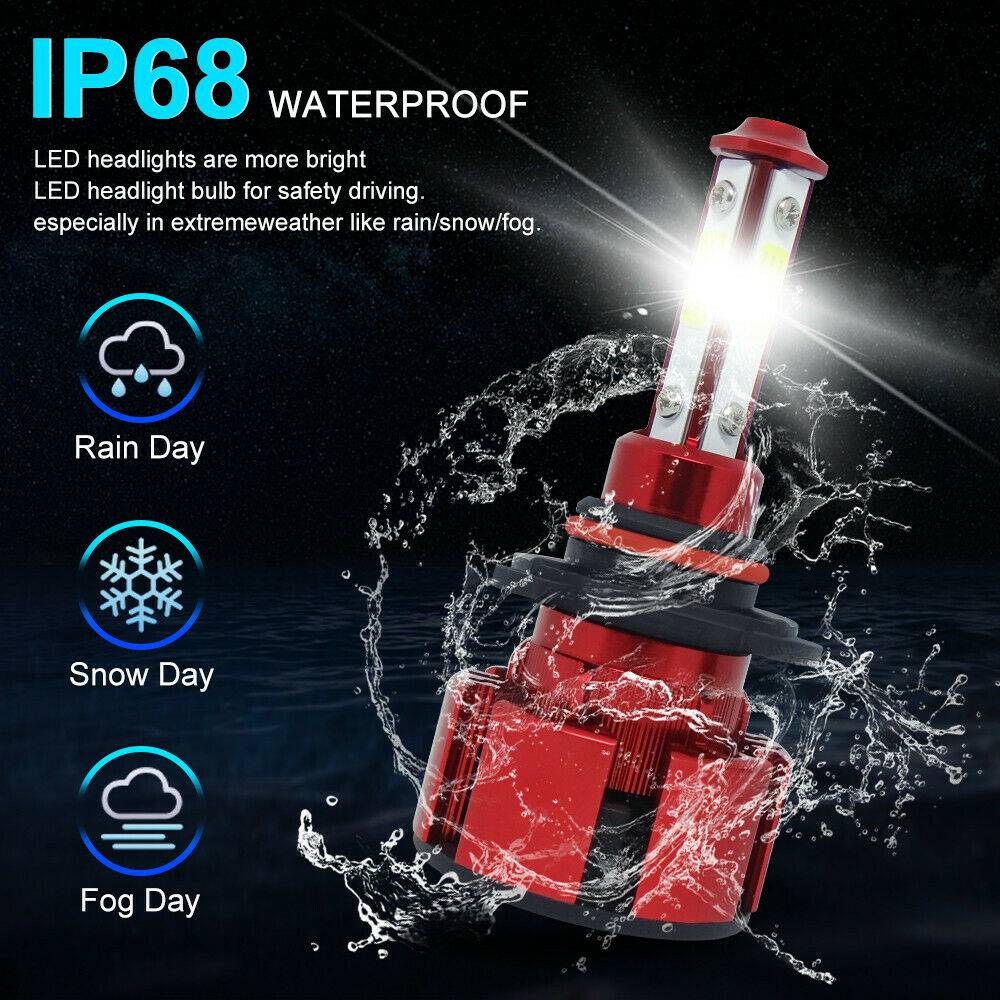 IP68 WATERPROOF
LED headlights are more bright
LED headlight bulb for safety driving.
especially in extremeweather like rain/snow/fog.
Rain Day
Snow Day
Fog Day